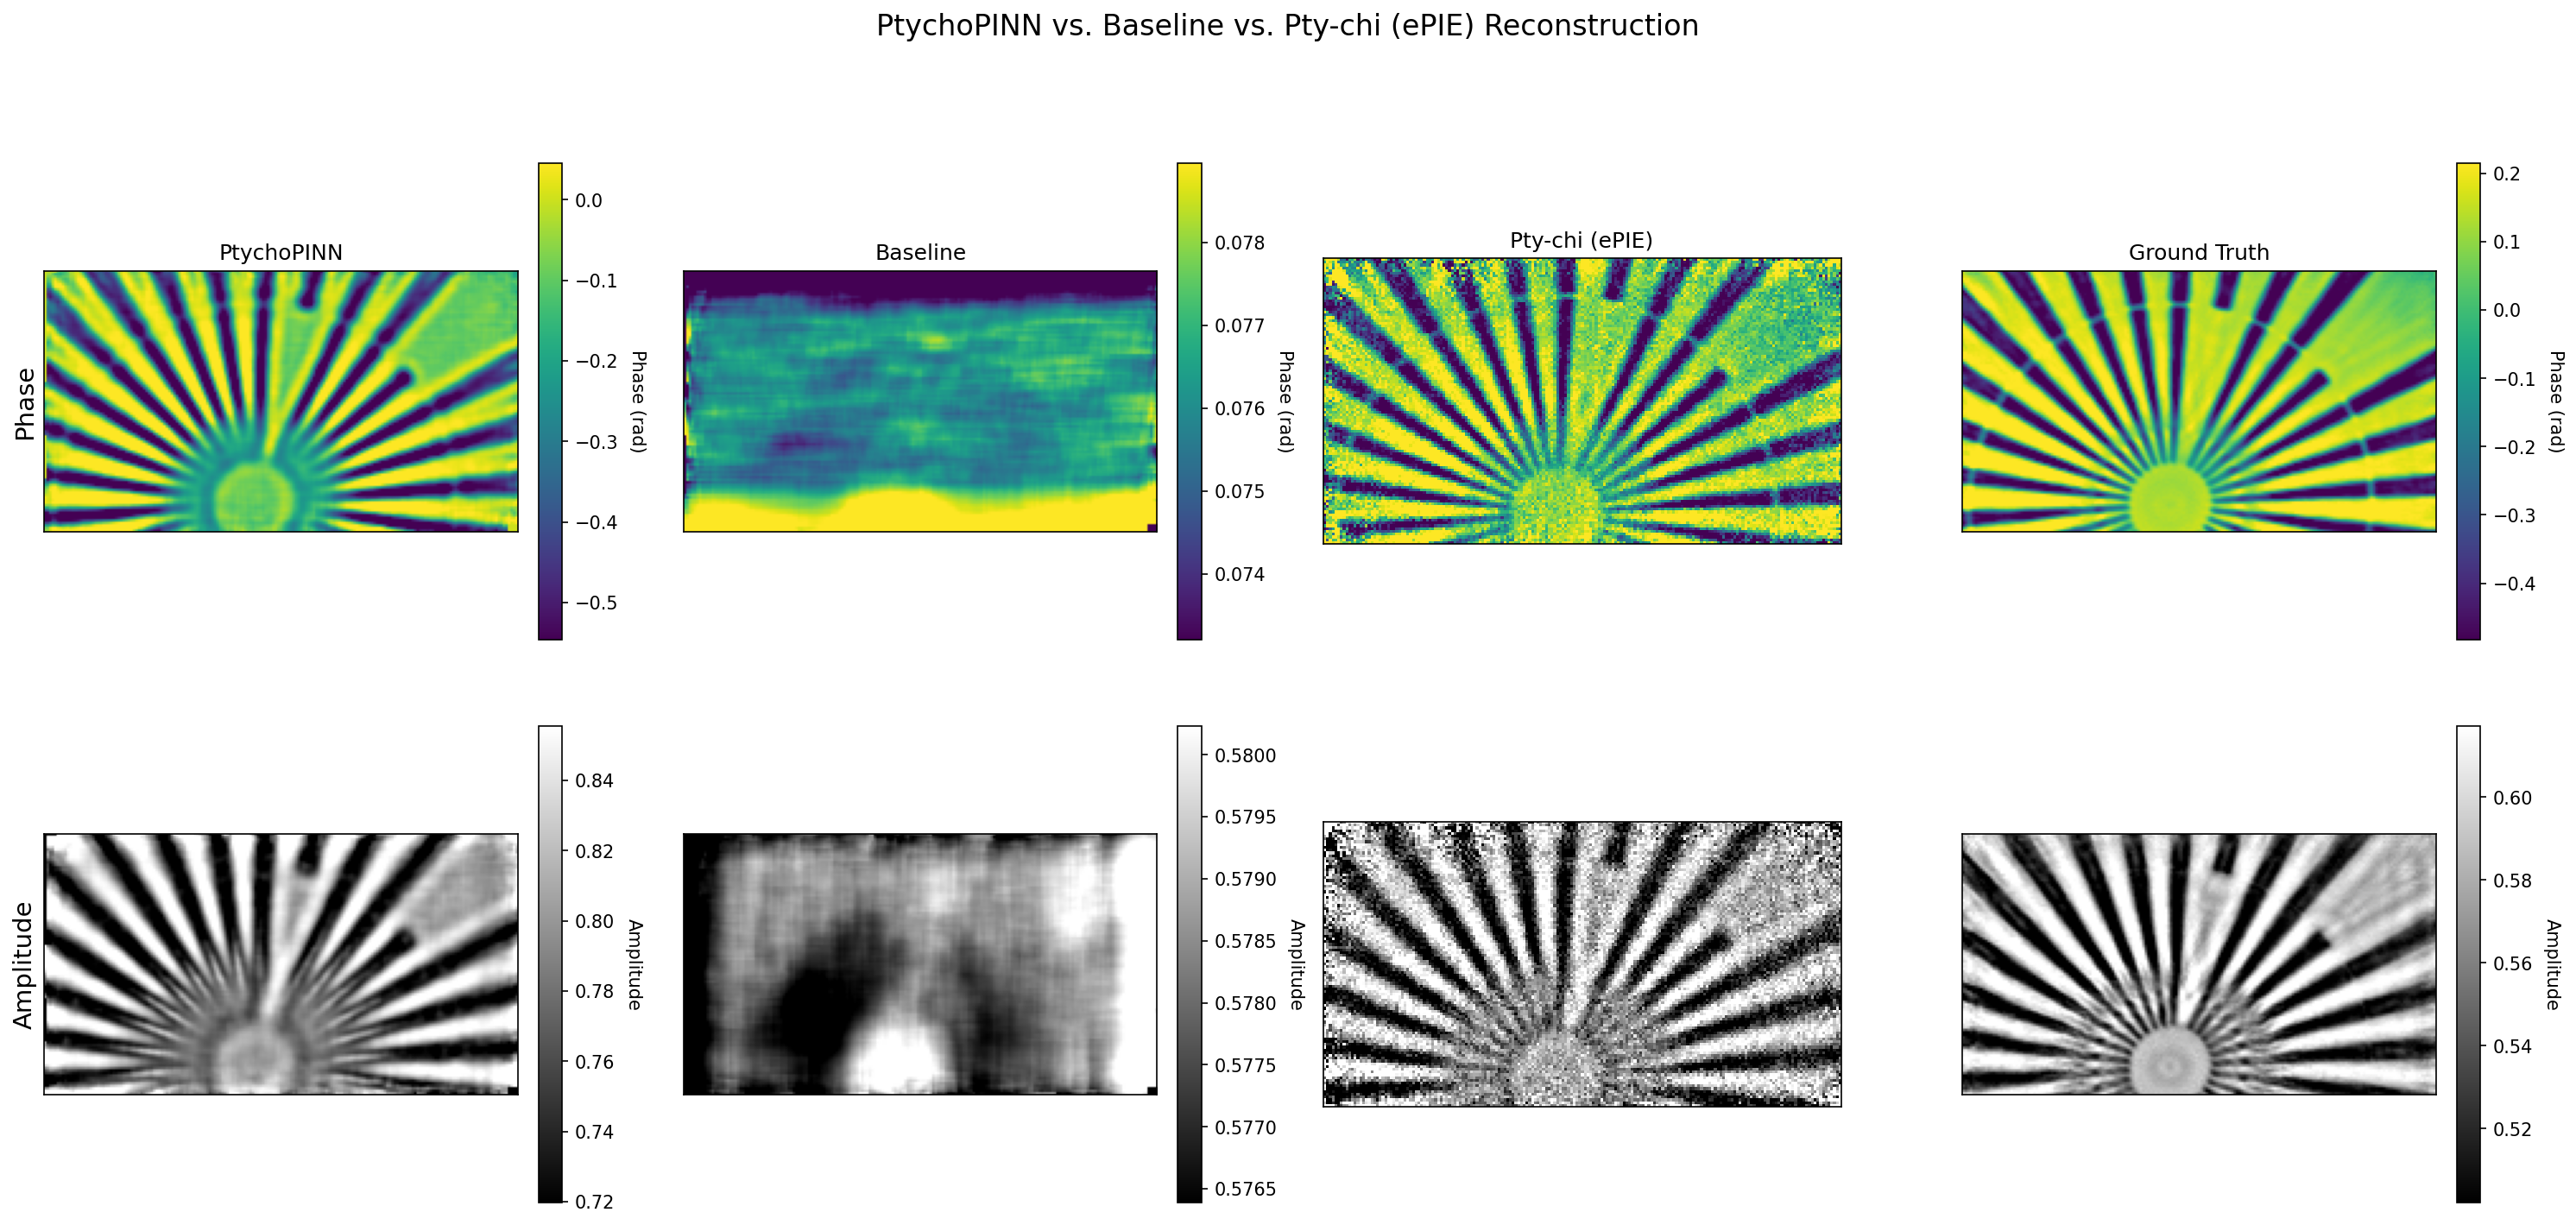 PtychoPINN vs. Baseline vs. Pty-chi (ePIE) Reconstruction
PtychoPINN
Baseline
Pty-chi (ePIE)
Ground Truth
Phase
0.0
−0.1
−0.2
−0.3
−0.4
−0.5
Phase (rad)
0.078
0.077
0.076
0.075
0.074
Phase (rad)
0.2
0.1
0.0
−0.1
−0.2
−0.3
−0.4
Phase (rad)
Amplitude
0.84
0.82
0.80
0.78
0.76
0.74
0.72
Amplitude
0.5800
0.5795
0.5790
0.5785
0.5780
0.5775
0.5770
0.5765
Amplitude
0.60
0.58
0.56
0.54
0.52
Amplitude